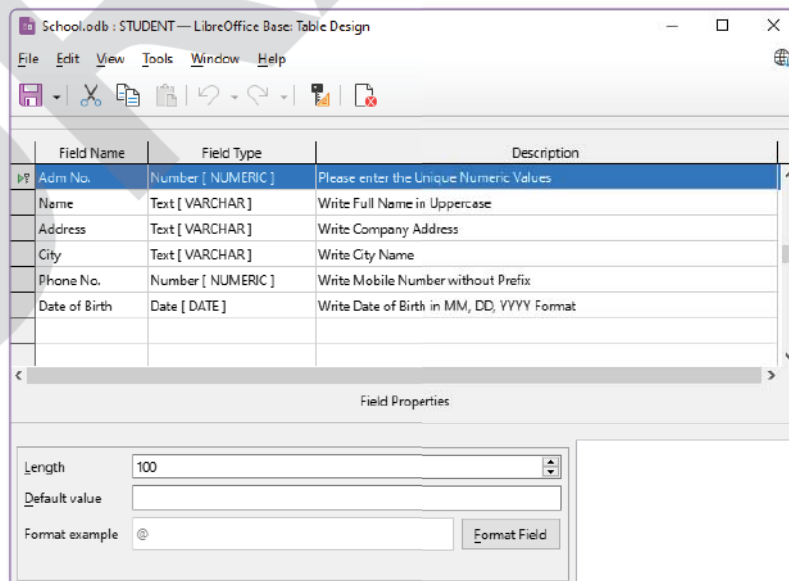 School.odb : STUDENT — LibreOffice Base: Table Design
File Edit View Tools Window Help
Field Name Field Type Description
Adm No. Number [ NUMERIC ] Please enter the Unique Numeric Values
Name Text [ VARCHAR ] Write Full Name in Uppercase
Address Text [ VARCHAR ] Write Company Address
City Text [ VARCHAR ] Write City Name
Phone No. Number [ NUMERIC ] Write Mobile Number without Prefix
Date of Birth Date [ DATE ] Write Date of Birth in MM, DD, YYYY Format
Field Properties
Length 100
Default value
Format example @ Format Field